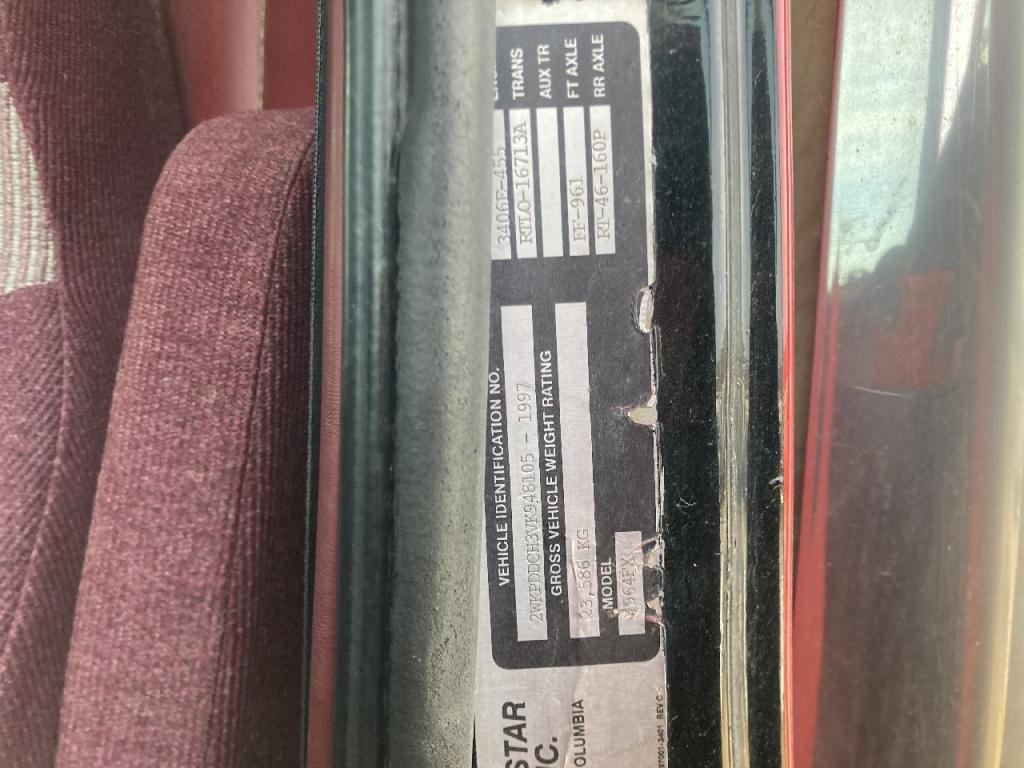 STAR
COLUMBIA
VEHICLE IDENTIFICATION NO.
2WKPDDCH3VK948105 - 1997
GROSS VEHICLE WEIGHT RATING
23,586 KG
MODEL
3406E-455
TRANS
RTLO-16713A
AUX TR
FT AXLE
FF-961
RR AXLE
RT-46-160P
REV C